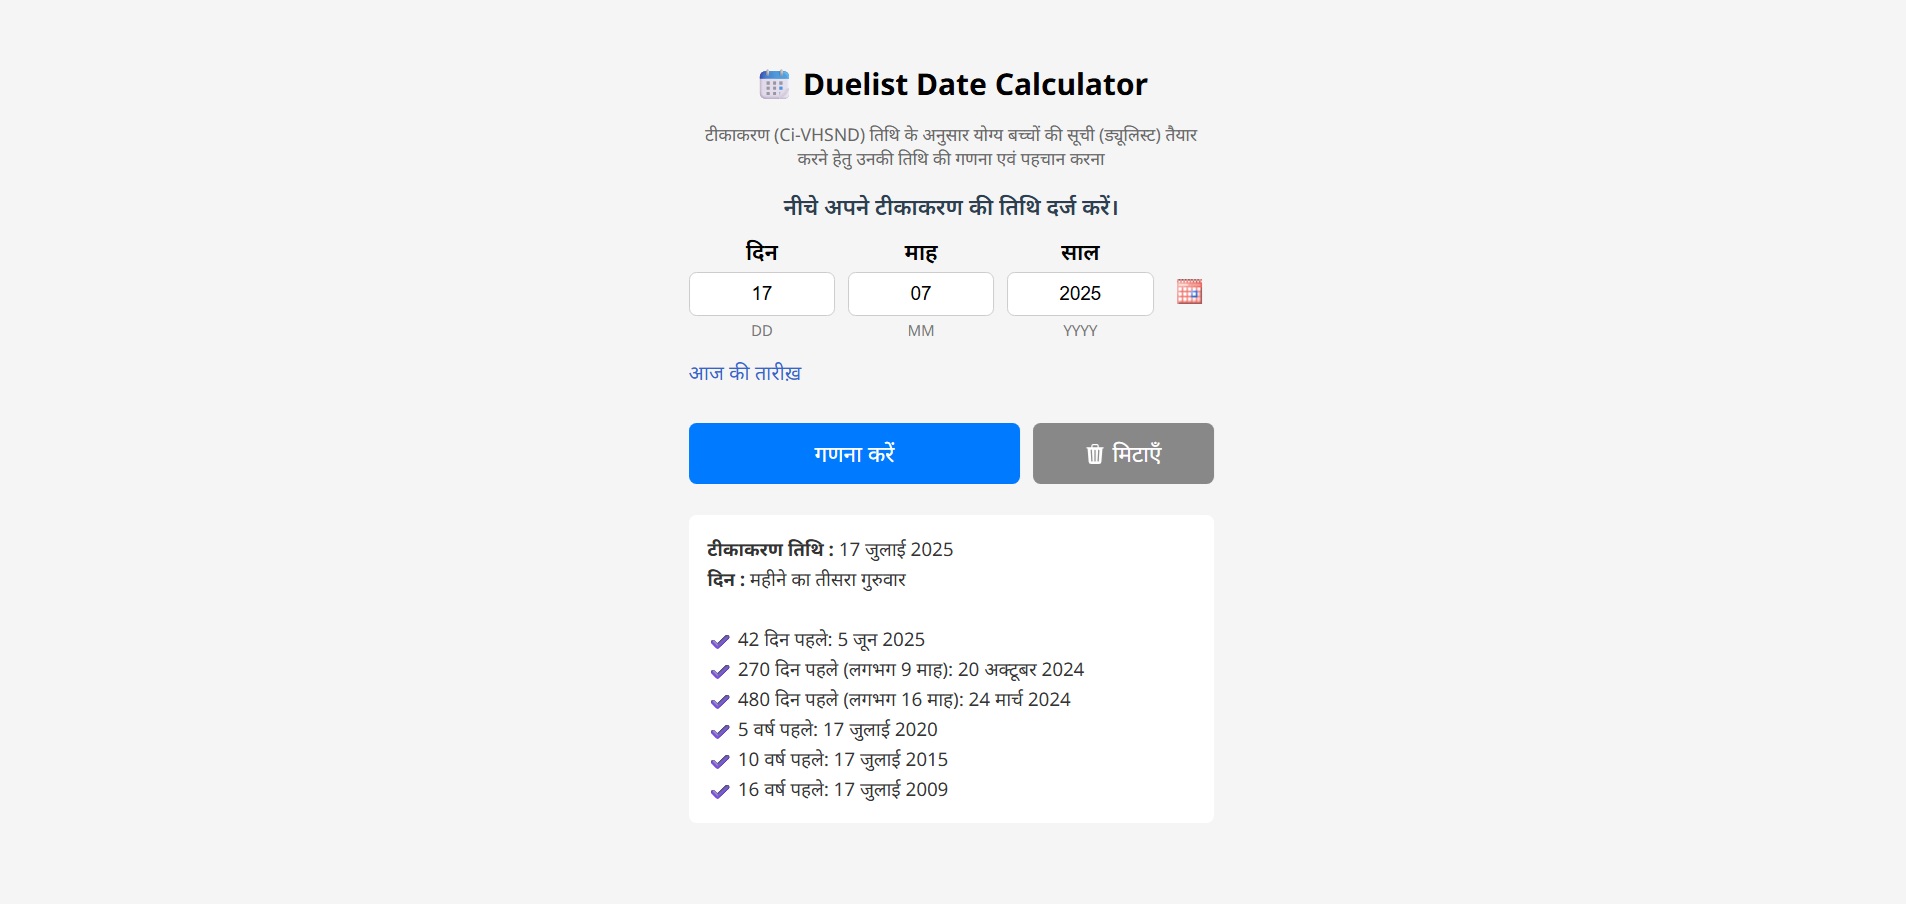 Duelist Date Calculator
टीकाकरण (Ci-VHSND) तिथि के अनुसार योग्य बच्चों की सूची (ड्यूलिस्ट) तैयार
करने हेतु उनकी तिथि की गणना एवं पहचान करना
नीचे अपने टीकाकरण की तिथि दर्ज करें।
दिन माह साल
17 07 2025
DD MM YYYY
आज की तारीख़
गणना करें मिटाएँ
टीकाकरण तिथि : 17 जुलाई 2025
दिन : महीने का तीसरा गुरुवार
42 दिन पहले: 5 जून 2025
270 दिन पहले (लगभग 9 माह): 20 अक्टूबर 2024
480 दिन पहले (लगभग 16 माह): 24 मार्च 2024
5 वर्ष पहले: 17 जुलाई 2020
10 वर्ष पहले: 17 जुलाई 2015
16 वर्ष पहले: 17 जुलाई 2009